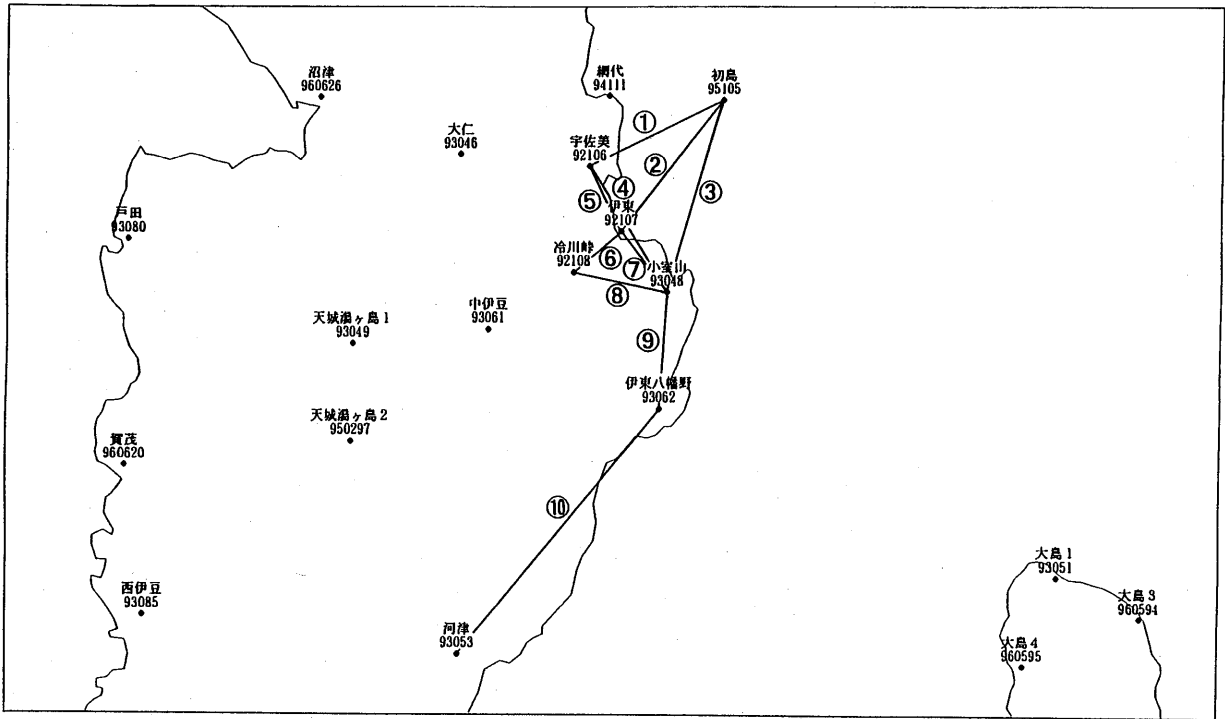 沼津
960626
網代
94111
初島
95105
①
大仁
93046
宇佐美
92106
②
④
③
⑤
伊東
92107
戸田
93080
冷川峠
92108
⑥
⑦
小室山
93048
⑧
中伊豆
93061
天城湯ヶ島1
93049
⑨
伊東八幡野
93062
天城湯ヶ島2
950297
賀茂
960620
⑩
大島1
93051
西伊豆
93085
大島3
960594
河津
93053
大島4
960595